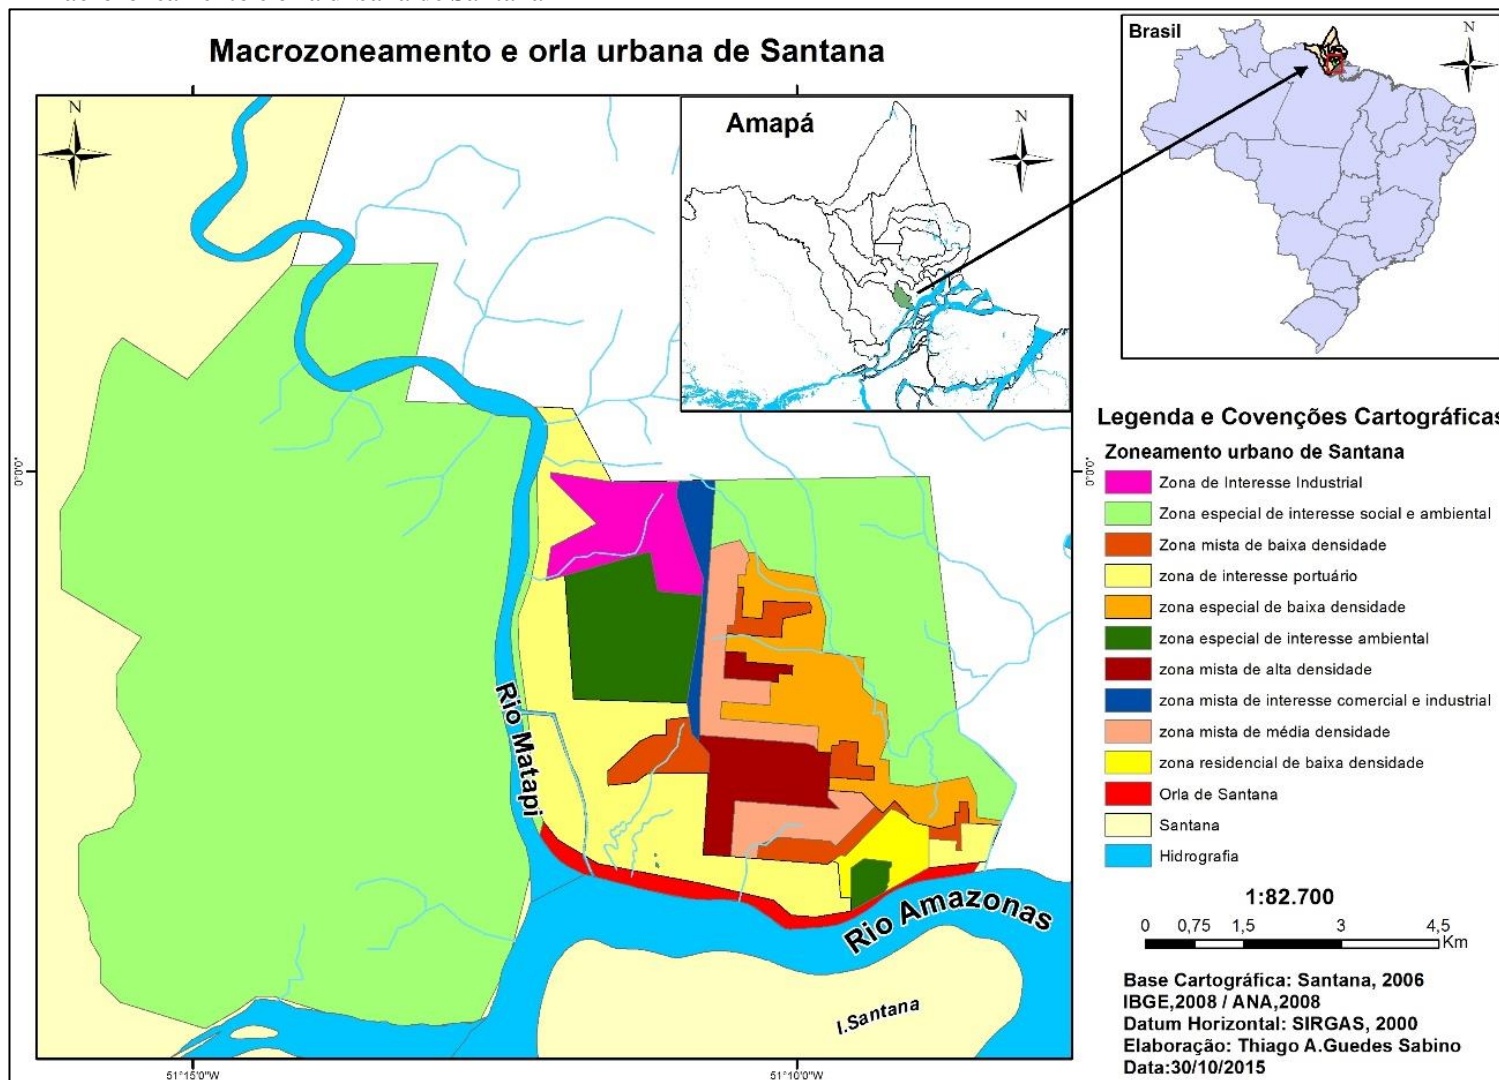 Macrozoneamento e orla urbana de Santana
Brasil
N
N
Amapá
N
0°0'0"
0°0'0"
Rio Matapi
Rio Amazonas
I.Santana
51°15'0"W
51°10'0"W
Legenda e Covenções Cartográficas
Zoneamento urbano de Santana
Zona de Interesse Industrial
Zona especial de interesse social e ambiental
Zona mista de baixa densidade
zona de interesse portuário
zona especial de baixa densidade
zona especial de interesse ambiental
zona mista de alta densidade
zona mista de interesse comercial e industrial
zona mista de média densidade
zona residencial de baixa densidade
Orla de Santana
Santana
Hidrografia
1:82.700
0 0,75 1,5 3 4,5
Km
Base Cartográfica: Santana, 2006
IBGE,2008 / ANA,2008
Datum Horizontal: SIRGAS, 2000
Elaboração: Thiago A.Guedes Sabino
Data:30/10/2015